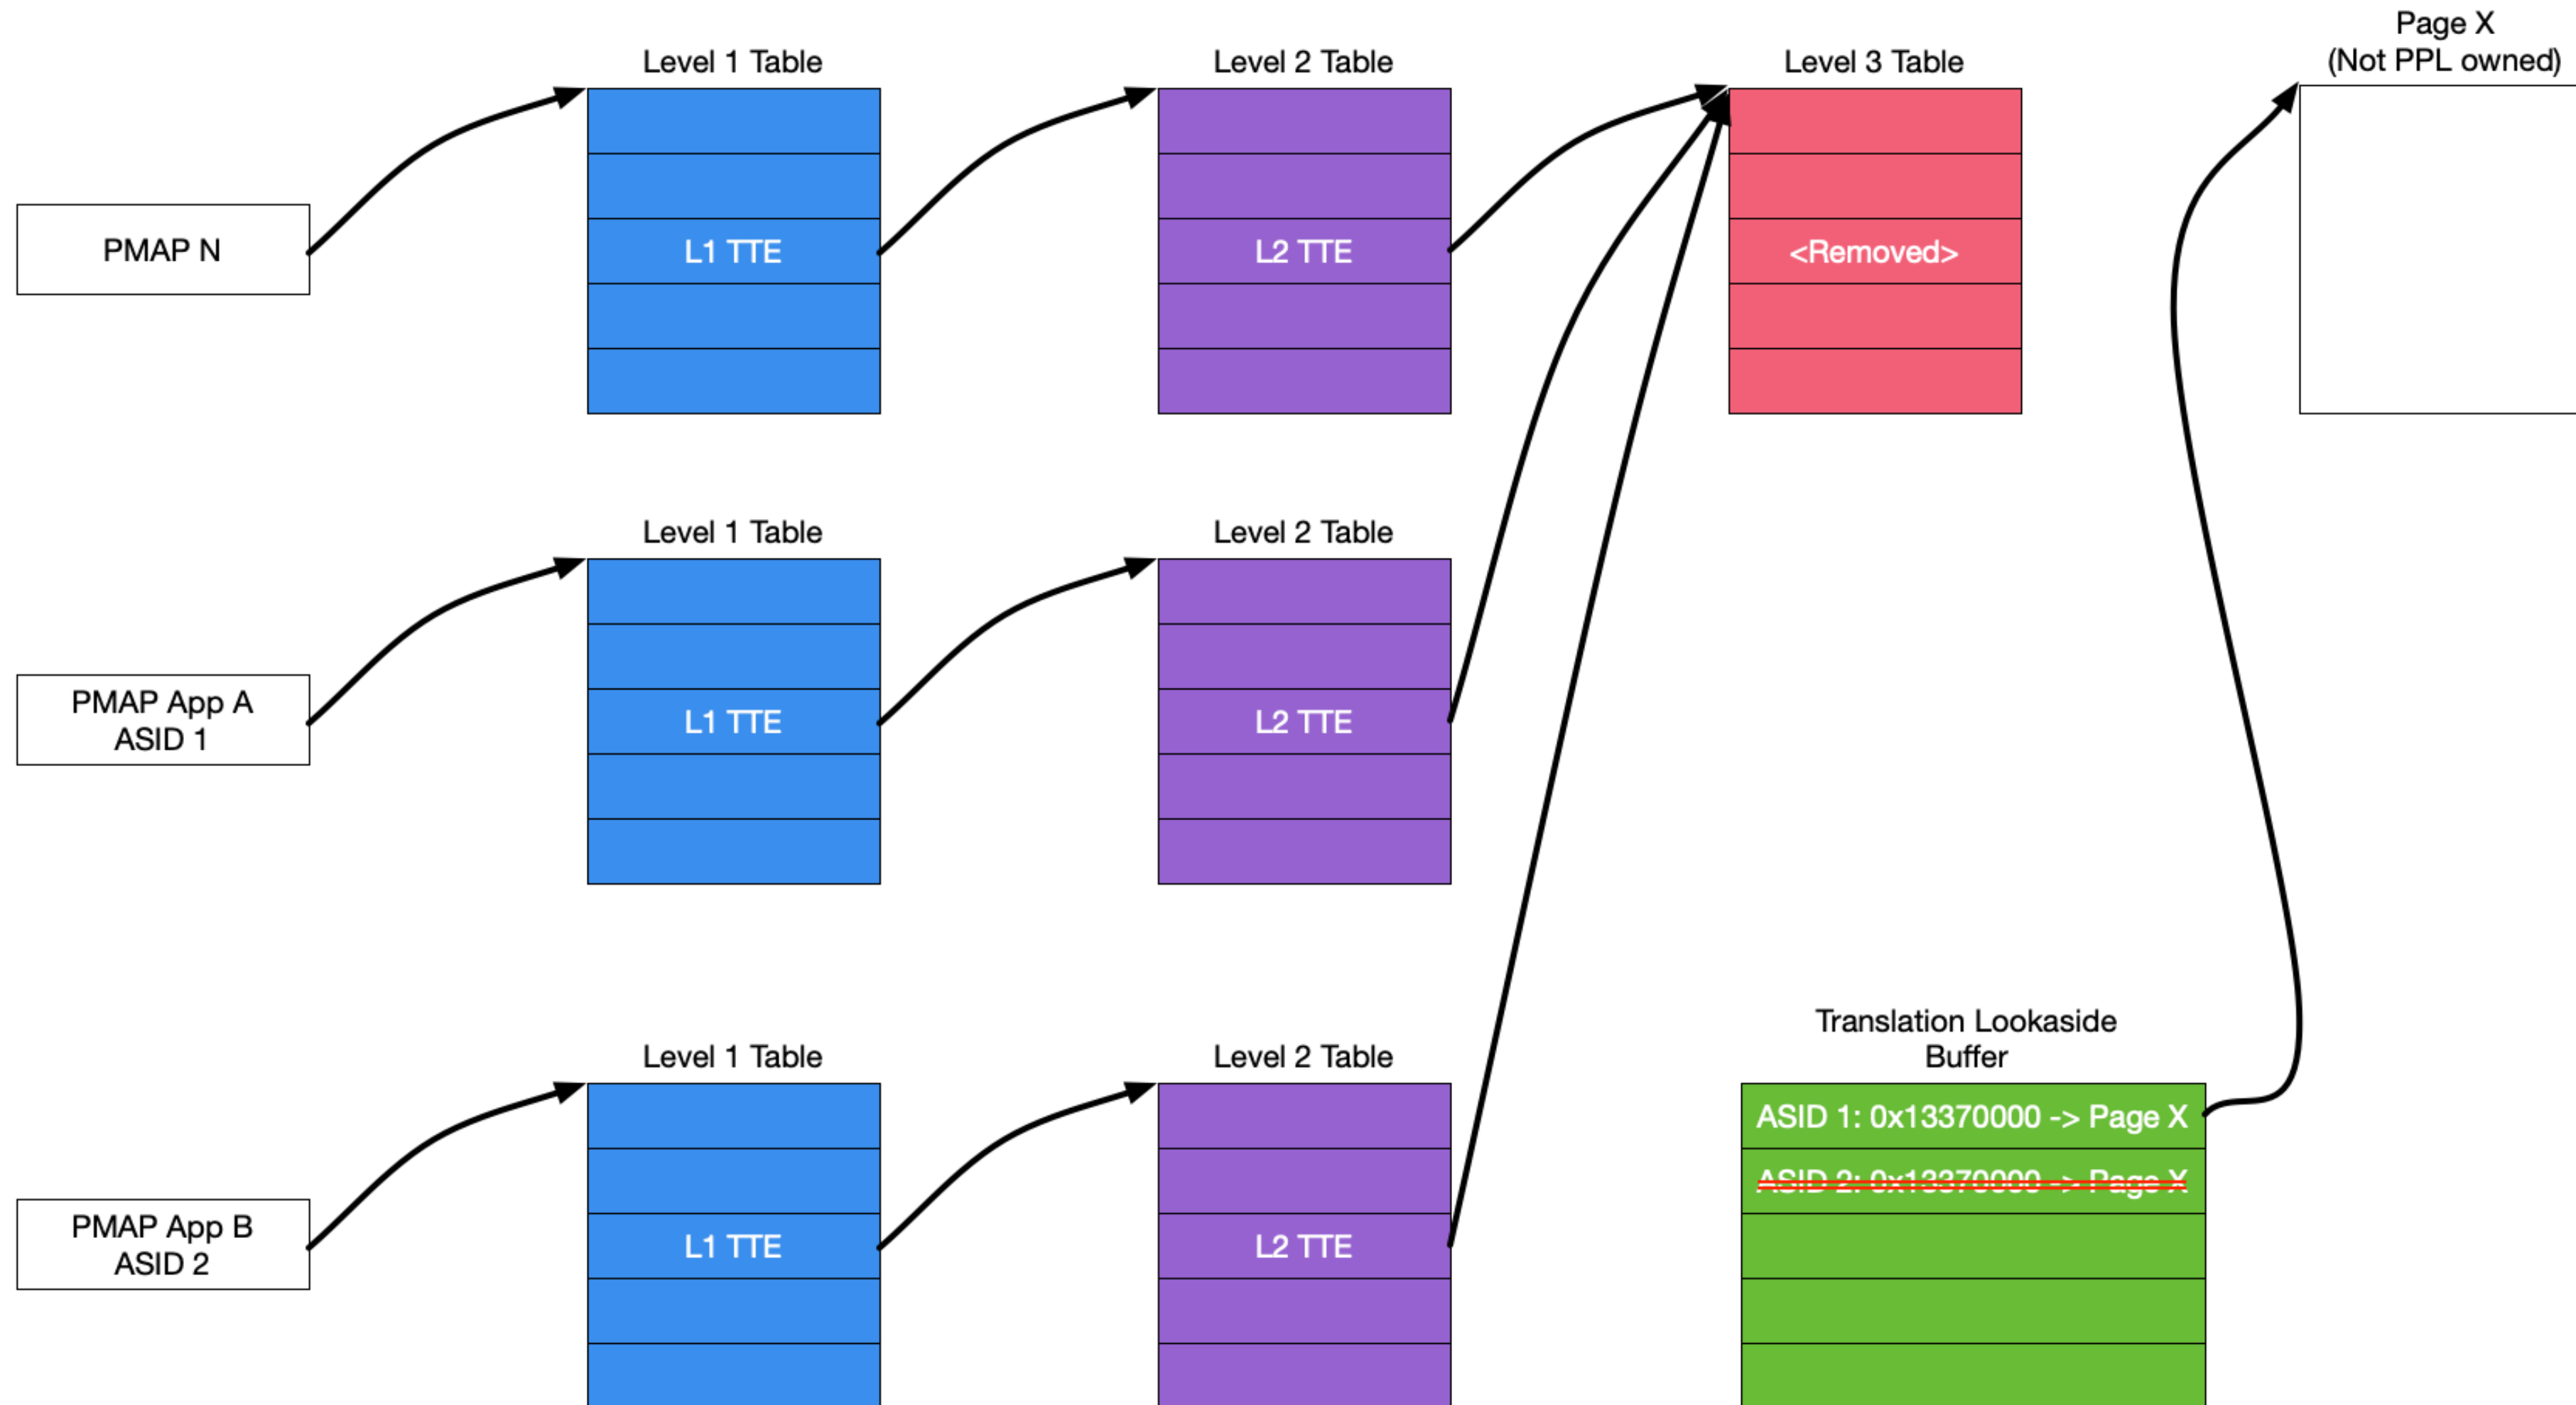 Page X
(Not PPL owned)
Level 1 Table
Level 2 Table
Level 3 Table
PMAP N
L1 TTE
L2 TTE
<Removed>
Level 1 Table
Level 2 Table
PMAP App A
ASID 1
L1 TTE
L2 TTE
Translation Lookaside
Buffer
Level 1 Table
Level 2 Table
ASID 1: 0x13370000 -> Page X
ASID 2: 0x13370000 -> Page X
PMAP App B
ASID 2
L1 TTE
L2 TTE